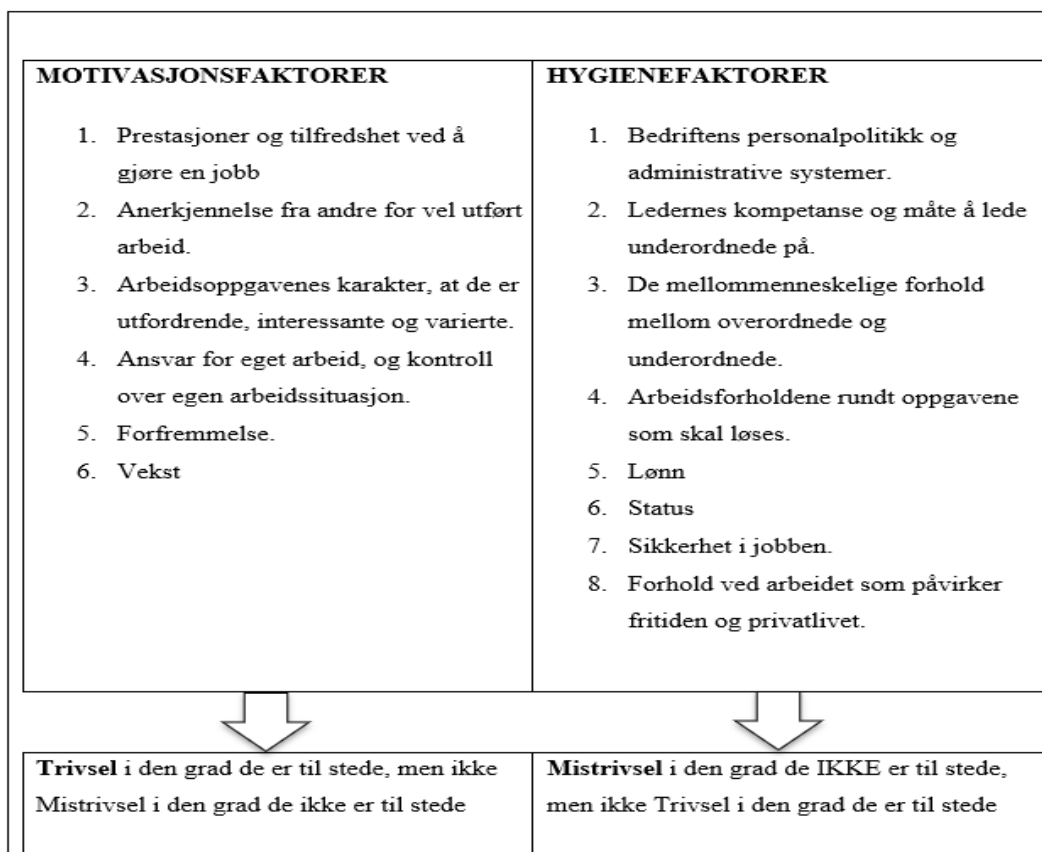 MOTIVASJONSFAKTORER
1. Prestasjoner og tilfredshet ved å
gjøre en jobb
2. Anerkjennelse fra andre for vel utført
arbeid.
3. Arbeidsoppgavenes karakter, at de er
utfordrende, interessante og varierte.
4. Ansvar for eget arbeid, og kontroll
over egen arbeidssituasjon.
5. Forfremmelse.
6. Vekst
HYGIENEFAKTORER
1. Bedriftens personalpolitikk og
administrative systemer.
2. Ledernes kompetanse og måte å lede
underordnede på.
3. De mellommenneskelige forhold
mellom overordnede og
underordnede.
4. Arbeidsforholdene rundt oppgavene
som skal løses.
5. Lønn
6. Status
7. Sikkerhet i jobben.
8. Forhold ved arbeidet som påvirker
fritiden og privatlivet.
Trivsel i den grad de er til stede, men ikke
Mistrivsel i den grad de ikke er til stede
Mistrivsel i den grad de IKKE er til stede,
men ikke Trivsel i den grad de er til stede